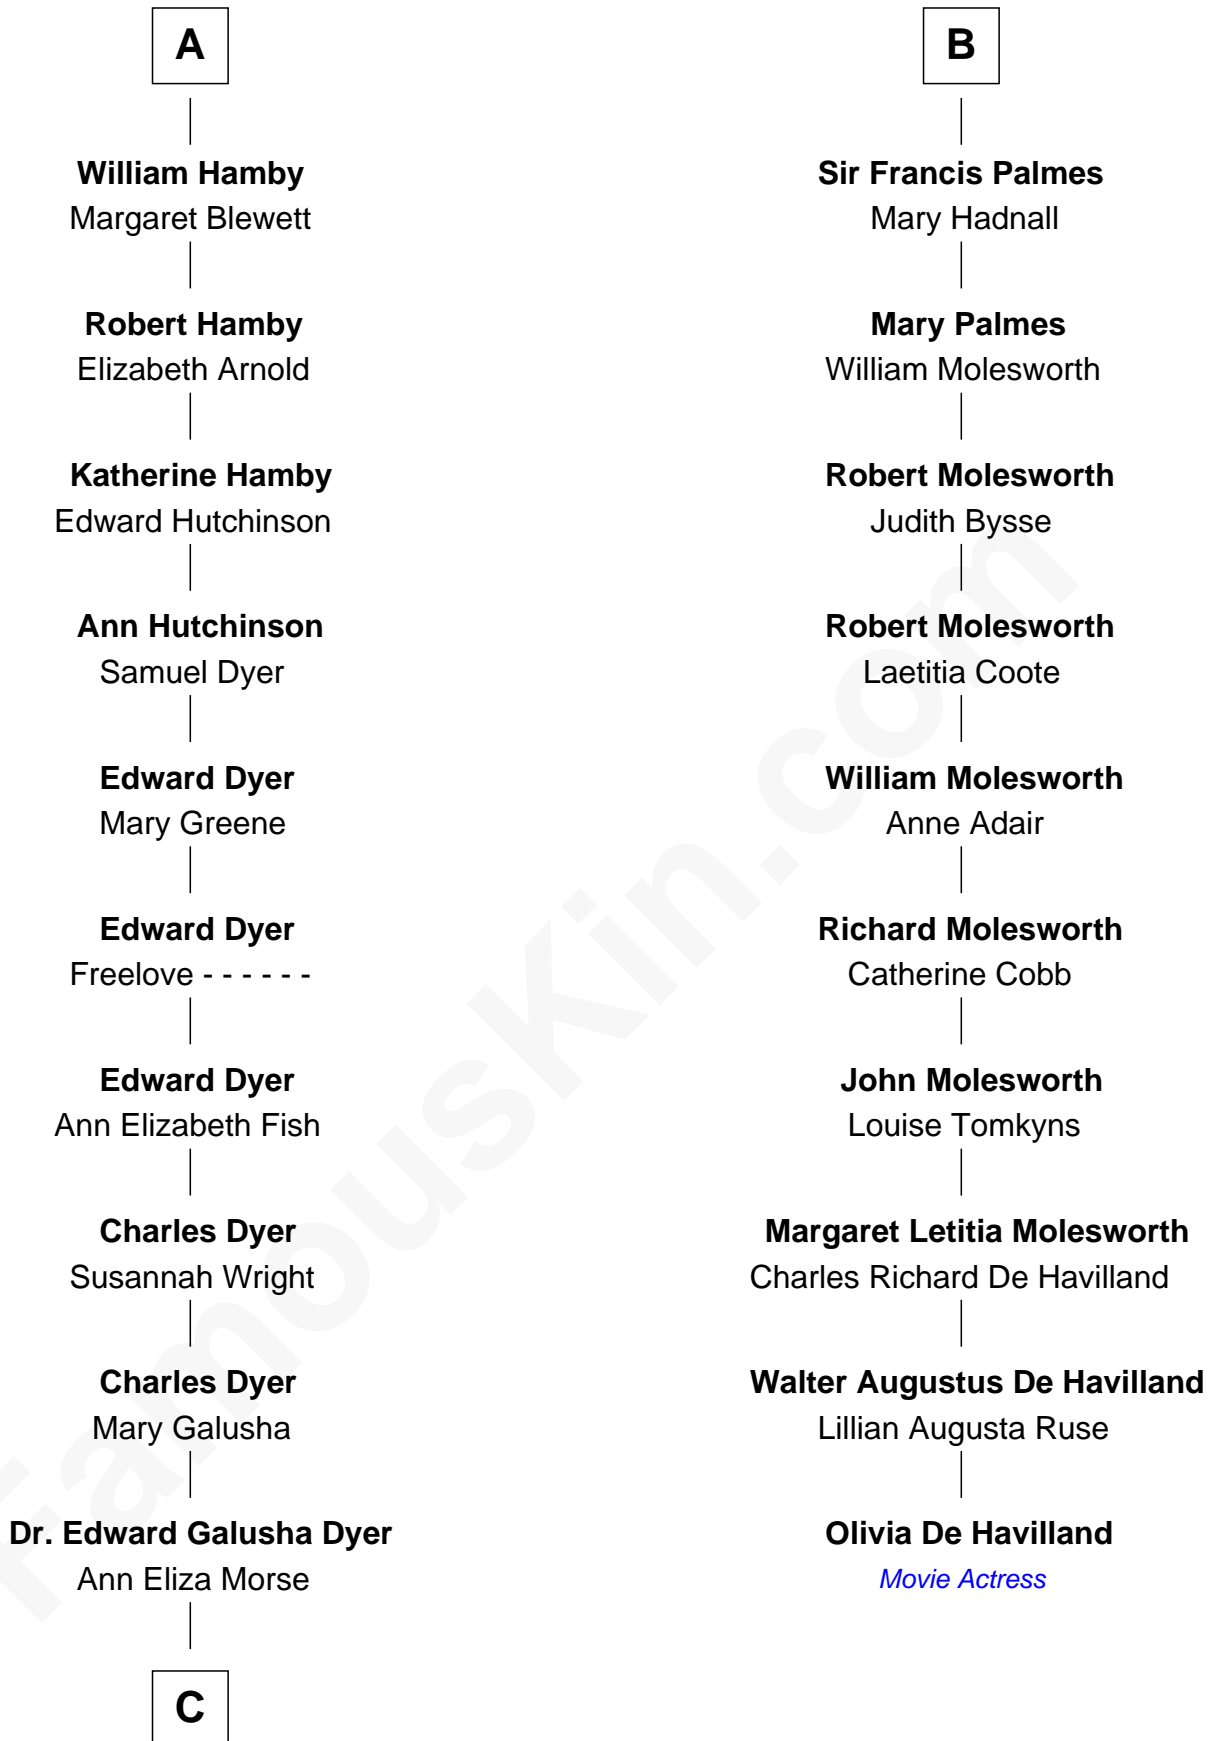 A
William Hamby
Margaret Blewett
Robert Hamby
Elizabeth Arnold
Katherine Hamby
Edward Hutchinson
Ann Hutchinson
Samuel Dyer
Edward Dyer
Mary Greene
Edward Dyer
Freelove - - - - - -
Edward Dyer
Ann Elizabeth Fish
Charles Dyer
Susannah Wright
Charles Dyer
Mary Galusha
Dr. Edward Galusha Dyer
Ann Eliza Morse
C
B
Sir Francis Palmes
Mary Hadnall
Mary Palmes
William Molesworth
Robert Molesworth
Judith Bysse
Robert Molesworth
Laetitia Coote
William Molesworth
Anne Adair
Richard Molesworth
Catherine Cobb
John Molesworth
Louise Tomkyns
Margaret Letitia Molesworth
Charles Richard De Havilland
Walter Augustus De Havilland
Lillian Augusta Ruse
Olivia De Havilland
Movie Actress
FamousKin.com